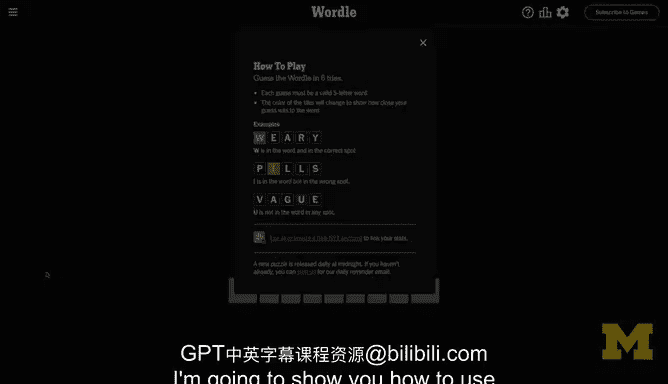 Wordle
Subscribe to Games
How To Play
Guess the Wordle in 6 tries.
Each guess must be a valid 5-letter word.
The color of the tiles will change to show how close your
guess was to the word.
Examples
W E A R Y
W is in the word and in the correct spot.
P I L L S
I is in the word but in the wrong spot.
V A G U E
U is not in the word in any spot.
to link your stats.
A new puzzle is released daily at midnight. If you haven't
already, you can sign up for our daily reminder email.
M
GPT中英字幕课程资源@bilibili.com
I'm going to show you how to use